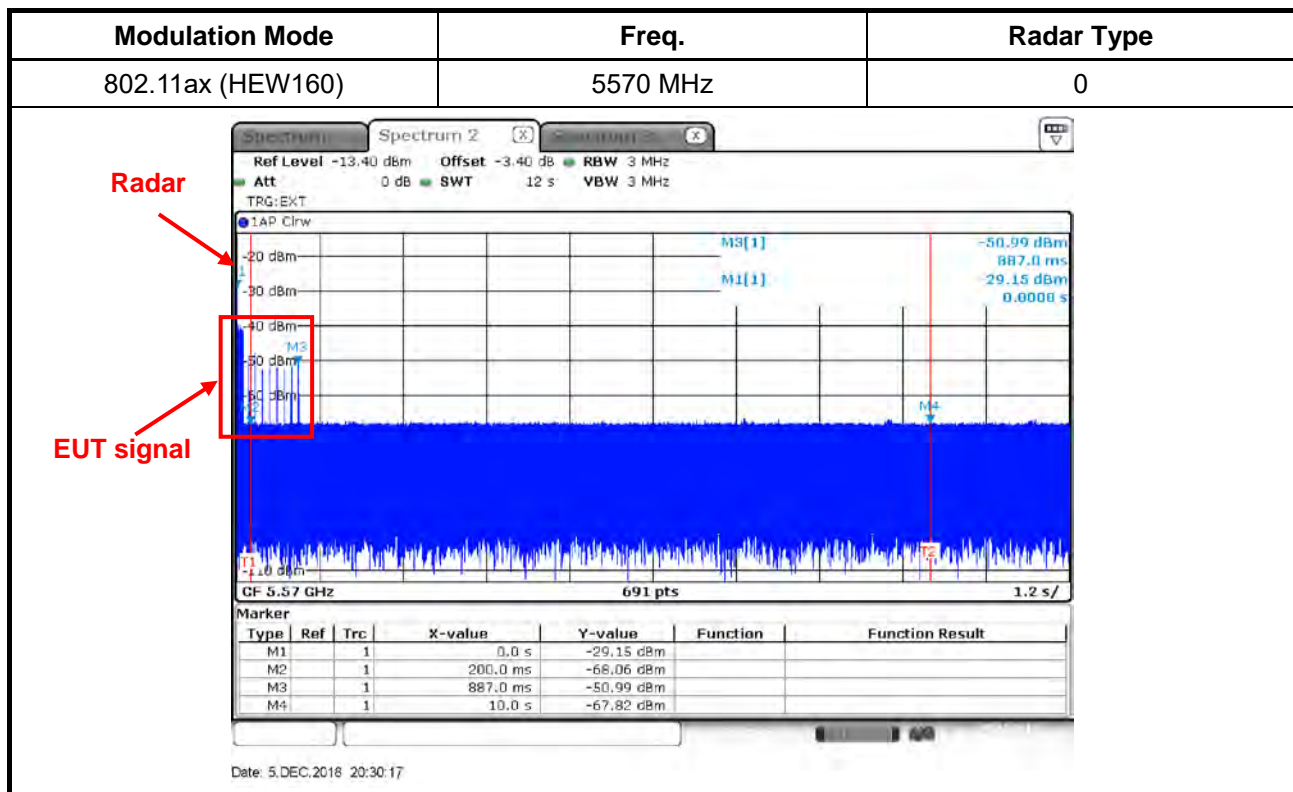 Modulation Mode Freq. Radar Type
802.11ax (HEW160) 5570 MHz 0
Spectrum 2 X X
Ref Level -13.40 dBm Offset -3.40 dB RBW 3 MHz
Att 0 dB SWT 12 s VBW 3 MHz
TRG:EXT
1AP Clrw
Radar
M3[1] -50.99 dBm
887.0 ms
M1[1] -29.15 dBm
0.0000 s
-20 dBm
1
-30 dBm
-40 dBm
M3
-50 dBm
-60 dBm
M2
M4
EUT signal
T1
T2
-110 dBm
CF 5.57 GHz 691 pts 1.2 s/
Marker
Type Ref Trc X-value Y-value Function Function Result
M1 1 0.0 s -29.15 dBm
M2 1 200.0 ms -68.06 dBm
M3 1 887.0 ms -50.99 dBm
M4 1 10.0 s -67.82 dBm
Date: 5.DEC.2018 20:30:17